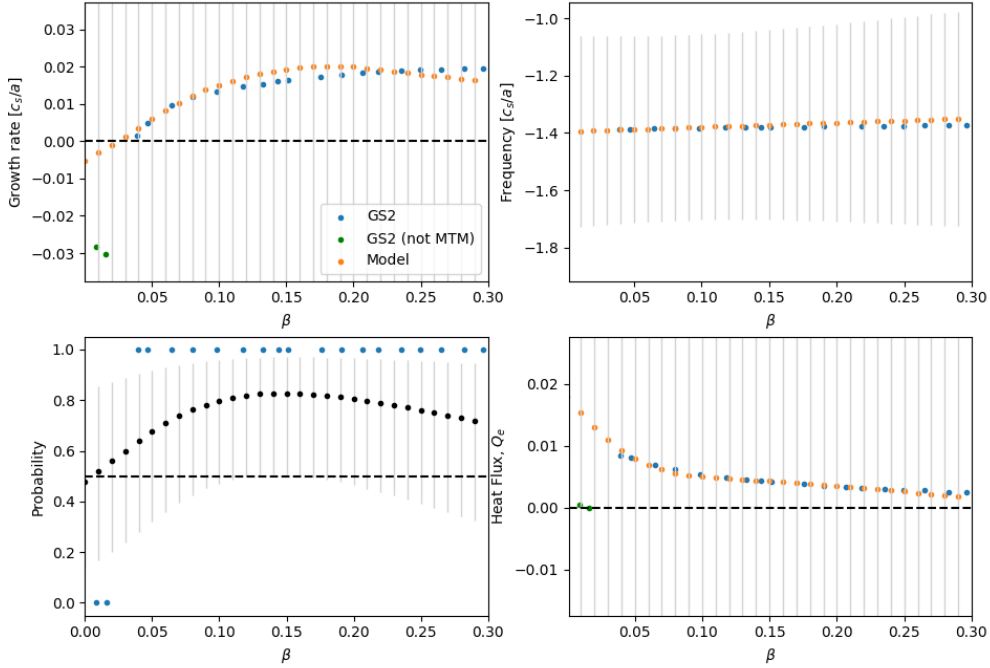 Growth rate [c_s/a]
0.03
0.02
0.01
0.00
−0.01
−0.02
−0.03
0.05 0.10 0.15 0.20 0.25 0.30
β
GS2
GS2 (not MTM)
Model
Frequency [c_s/a]
−1.0
−1.2
−1.4
−1.6
−1.8
0.05 0.10 0.15 0.20 0.25 0.30
β
Probability
1.0
0.8
0.6
0.4
0.2
0.0
0.00 0.05 0.10 0.15 0.20 0.25 0.30
β
Heat Flux, Q_e
0.02
0.01
0.00
−0.01
0.05 0.10 0.15 0.20 0.25 0.30
β